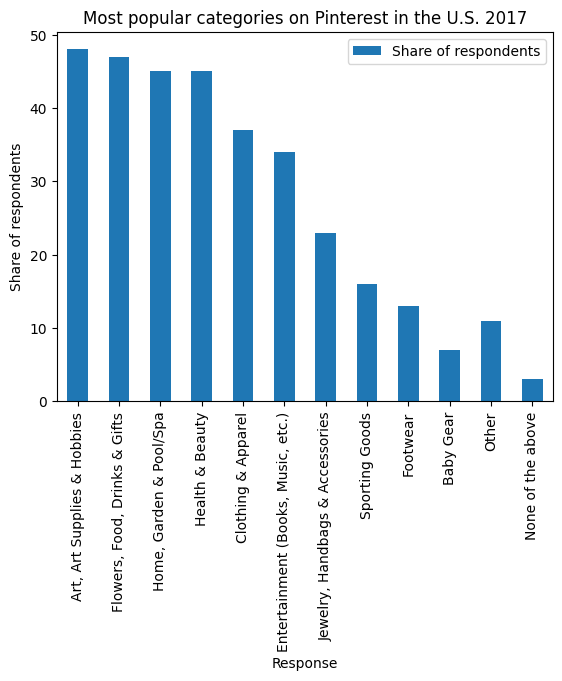 Most popular categories on Pinterest in the U.S. 2017
Share of respondents
Share of respondents
50
40
30
20
10
0
Art, Art Supplies & Hobbies
Flowers, Food, Drinks & Gifts
Home, Garden & Pool/Spa
Health & Beauty
Clothing & Apparel
Entertainment (Books, Music, etc.)
Jewelry, Handbags & Accessories
Sporting Goods
Footwear
Baby Gear
Other
None of the above
Response